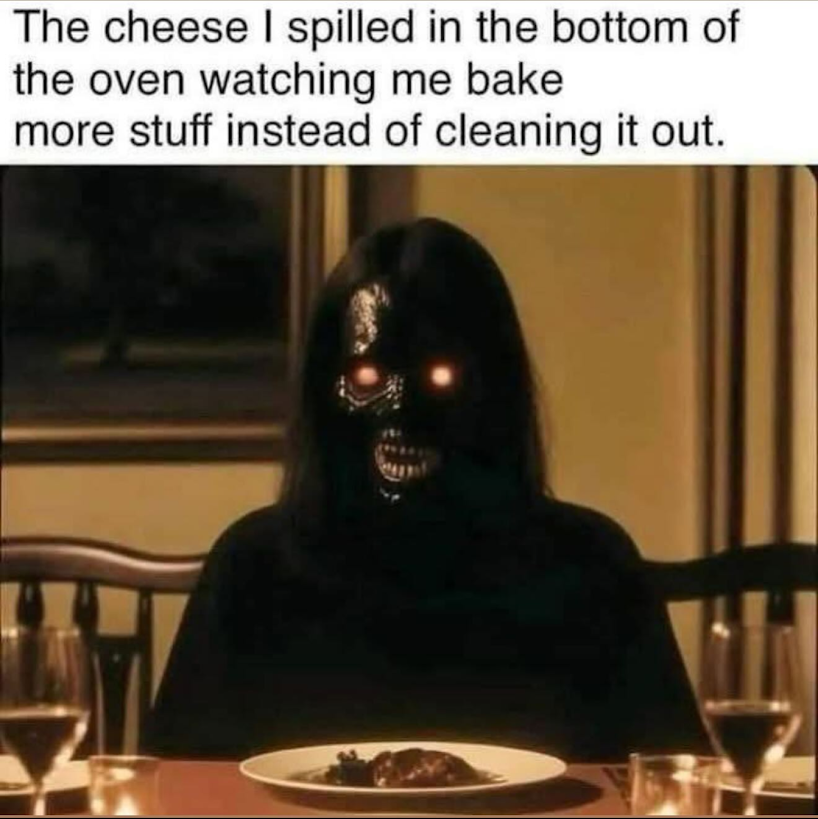 The cheese I spilled in the bottom of
the oven watching me bake
more stuff instead of cleaning it out.